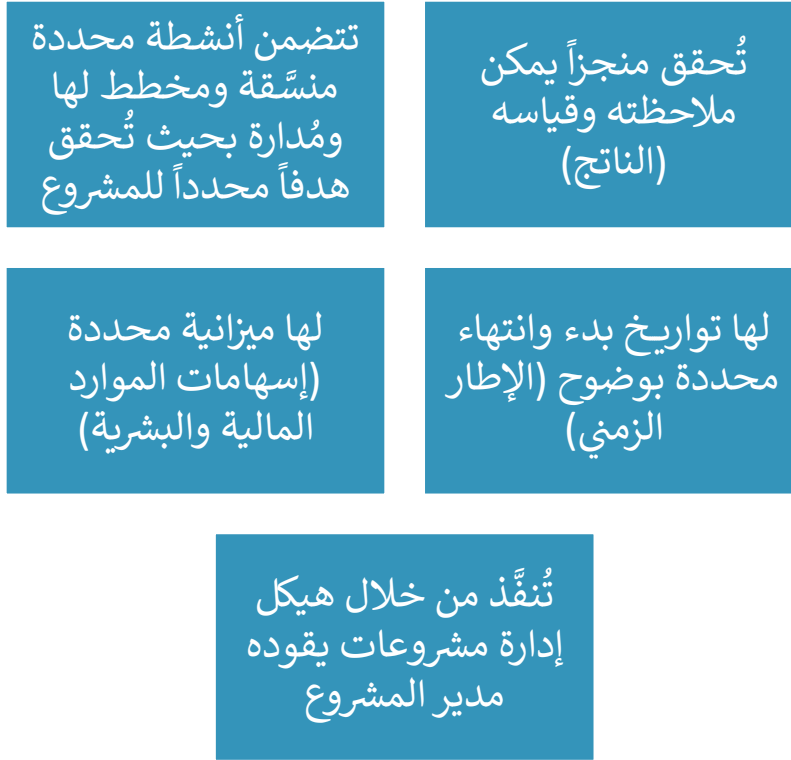 تُحقق منجزاً يمكن
ملاحظته وقياسه
(الناتج)
تتضمن أنشطة محددة
منسَّقة ومخطط لها
ومُدارة بحيث تُحقق
هدفاً محدداً للمشروع
لها تواريخ بدء وانتهاء
محددة بوضوح (الإطار
الزمني)
لها ميزانية محددة
(إسهامات الموارد
المالية والبشرية)
تُنفَّذ من خلال هيكل
إدارة مشروعات يقوده
مدير المشروع